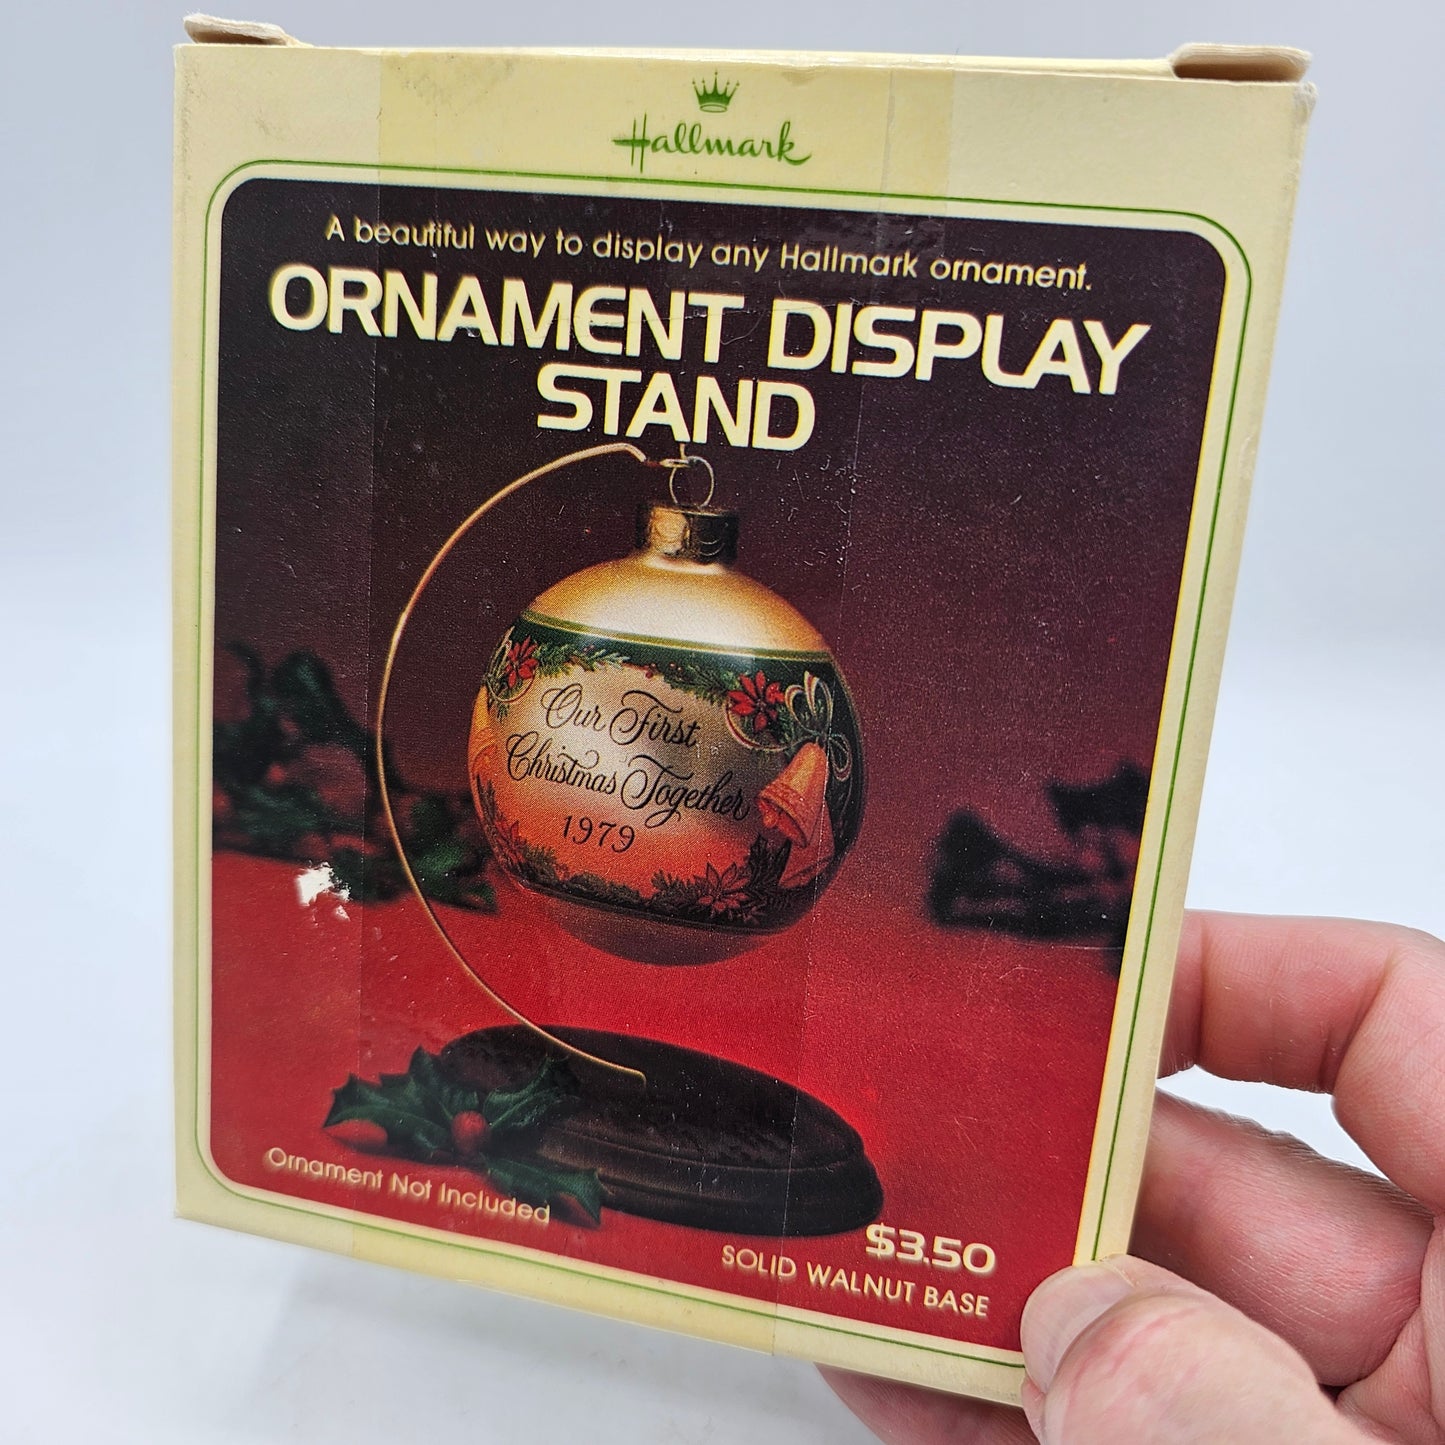 Hallmark
A beautiful way to display any Hallmark ornament.
ORNAMENT DISPLAY
STAND
Our First
Christmas Together
1979
Ornament Not Included
$3.50
SOLID WALNUT BASE